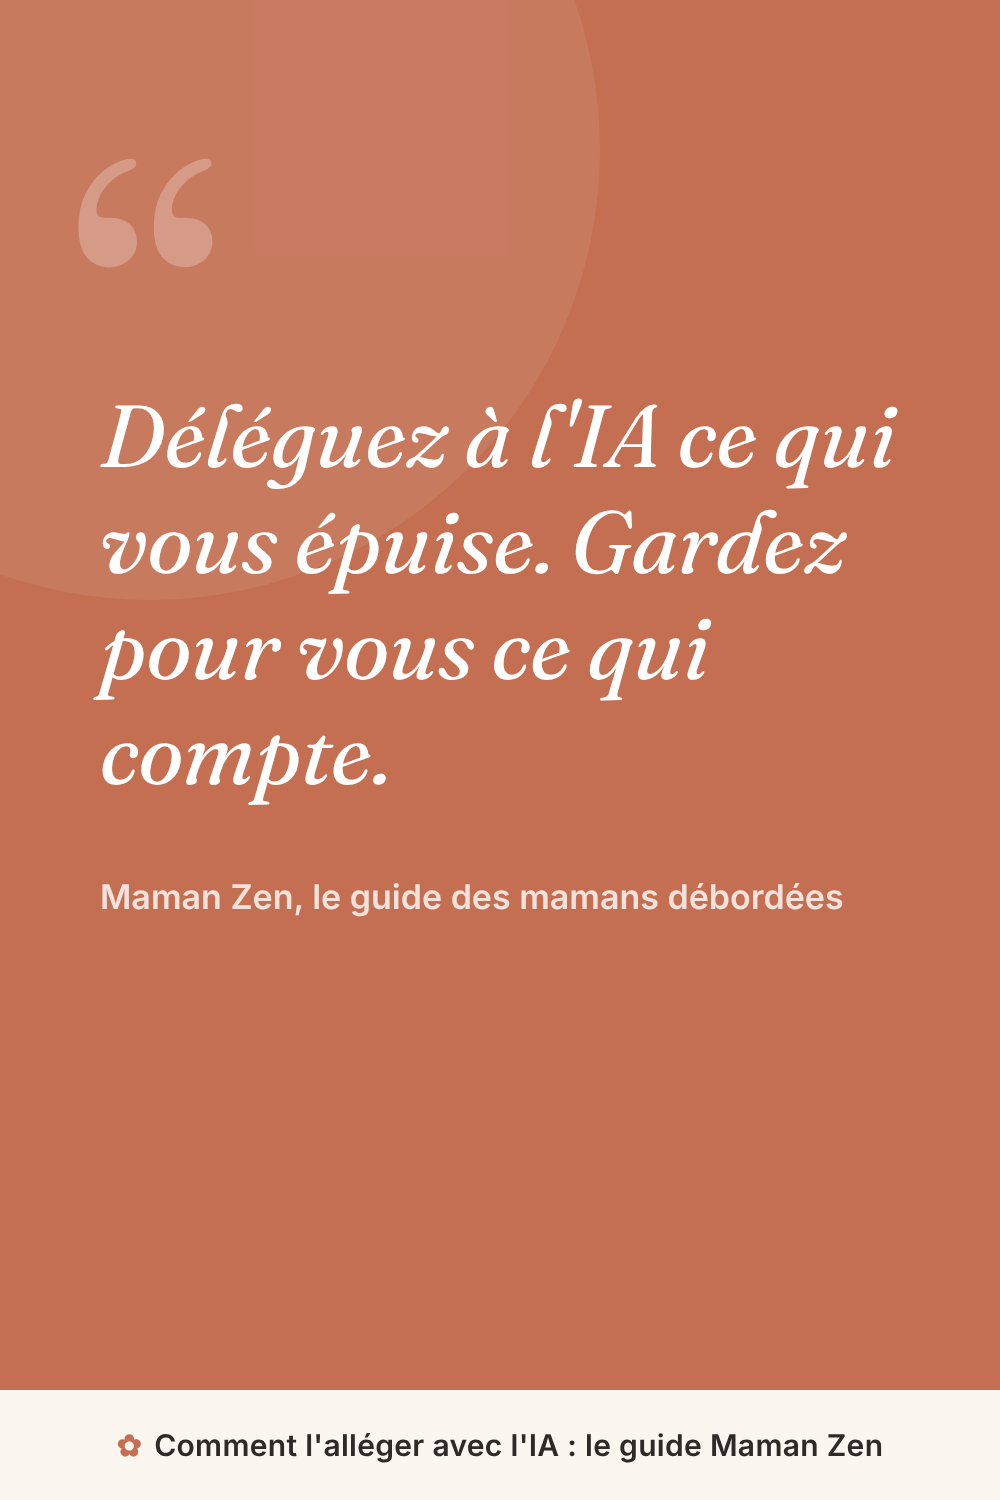 “
Déléguez à l'IA ce qui
vous épuise. Gardez
pour vous ce qui
compte.
Maman Zen, le guide des mamans débordées
✿ Comment l'alléger avec l'IA : le guide Maman Zen